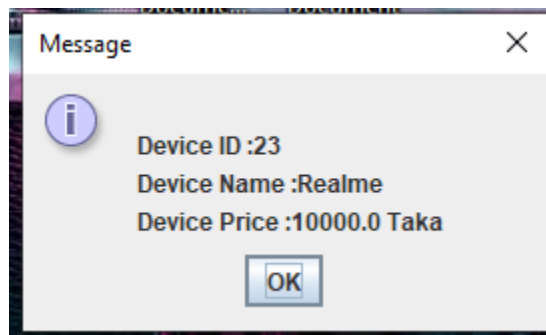 Message
Device ID :23
Device Name :Realme
Device Price :10000.0 Taka
OK